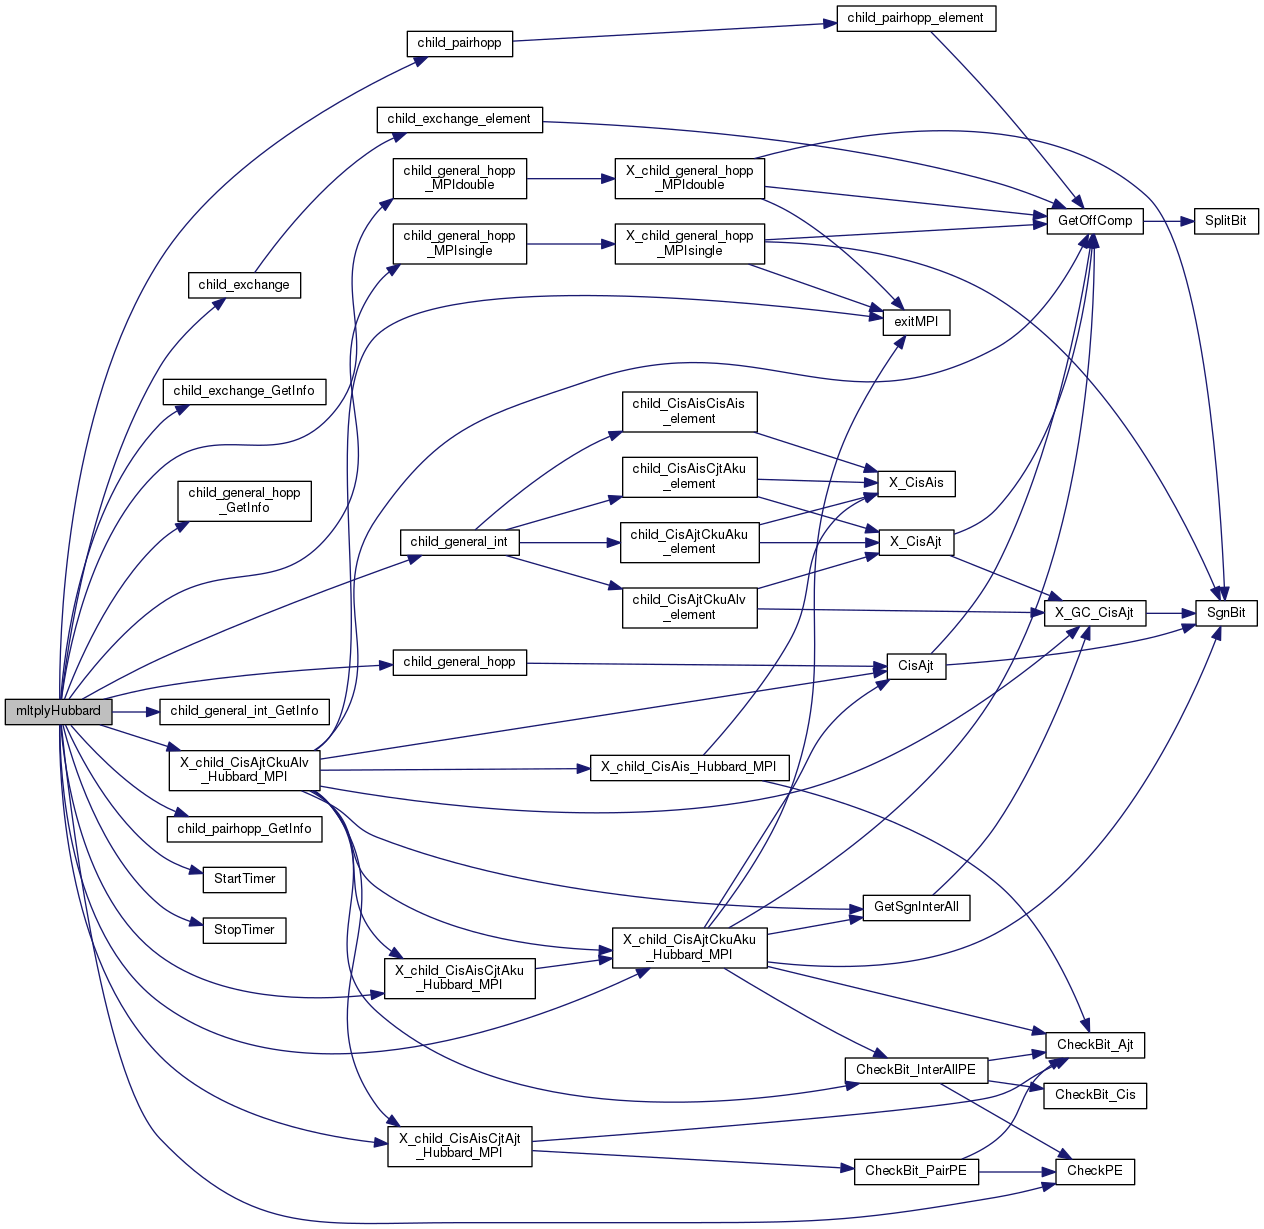 child_pairhopp_element
child_pairhopp
child_exchange_element
child_general_hopp
_MPIdouble
X_child_general_hopp
_MPIdouble
GetOffComp
SplitBit
child_general_hopp
_MPIsingle
X_child_general_hopp
_MPIsingle
child_exchange
exitMPI
child_exchange_GetInfo
child_CisAisCisAis
_element
child_general_hopp
_GetInfo
child_CisAisCjtAku
_element
X_CisAis
child_general_int
child_CisAjtCkuAku
_element
X_CisAjt
child_CisAjtCkuAlv
_element
X_GC_CisAjt
SgnBit
child_general_hopp
CisAjt
mltplyHubbard
child_general_int_GetInfo
X_child_CisAjtCkuAlv
_Hubbard_MPI
X_child_CisAis_Hubbard_MPI
child_pairhopp_GetInfo
StartTimer
GetSgnInterAll
StopTimer
X_child_CisAjtCkuAku
_Hubbard_MPI
X_child_CisAisCjtAku
_Hubbard_MPI
CheckBit_Ajt
CheckBit_InterAllPE
CheckBit_Cis
X_child_CisAisCjtAjt
_Hubbard_MPI
CheckBit_PairPE
CheckPE